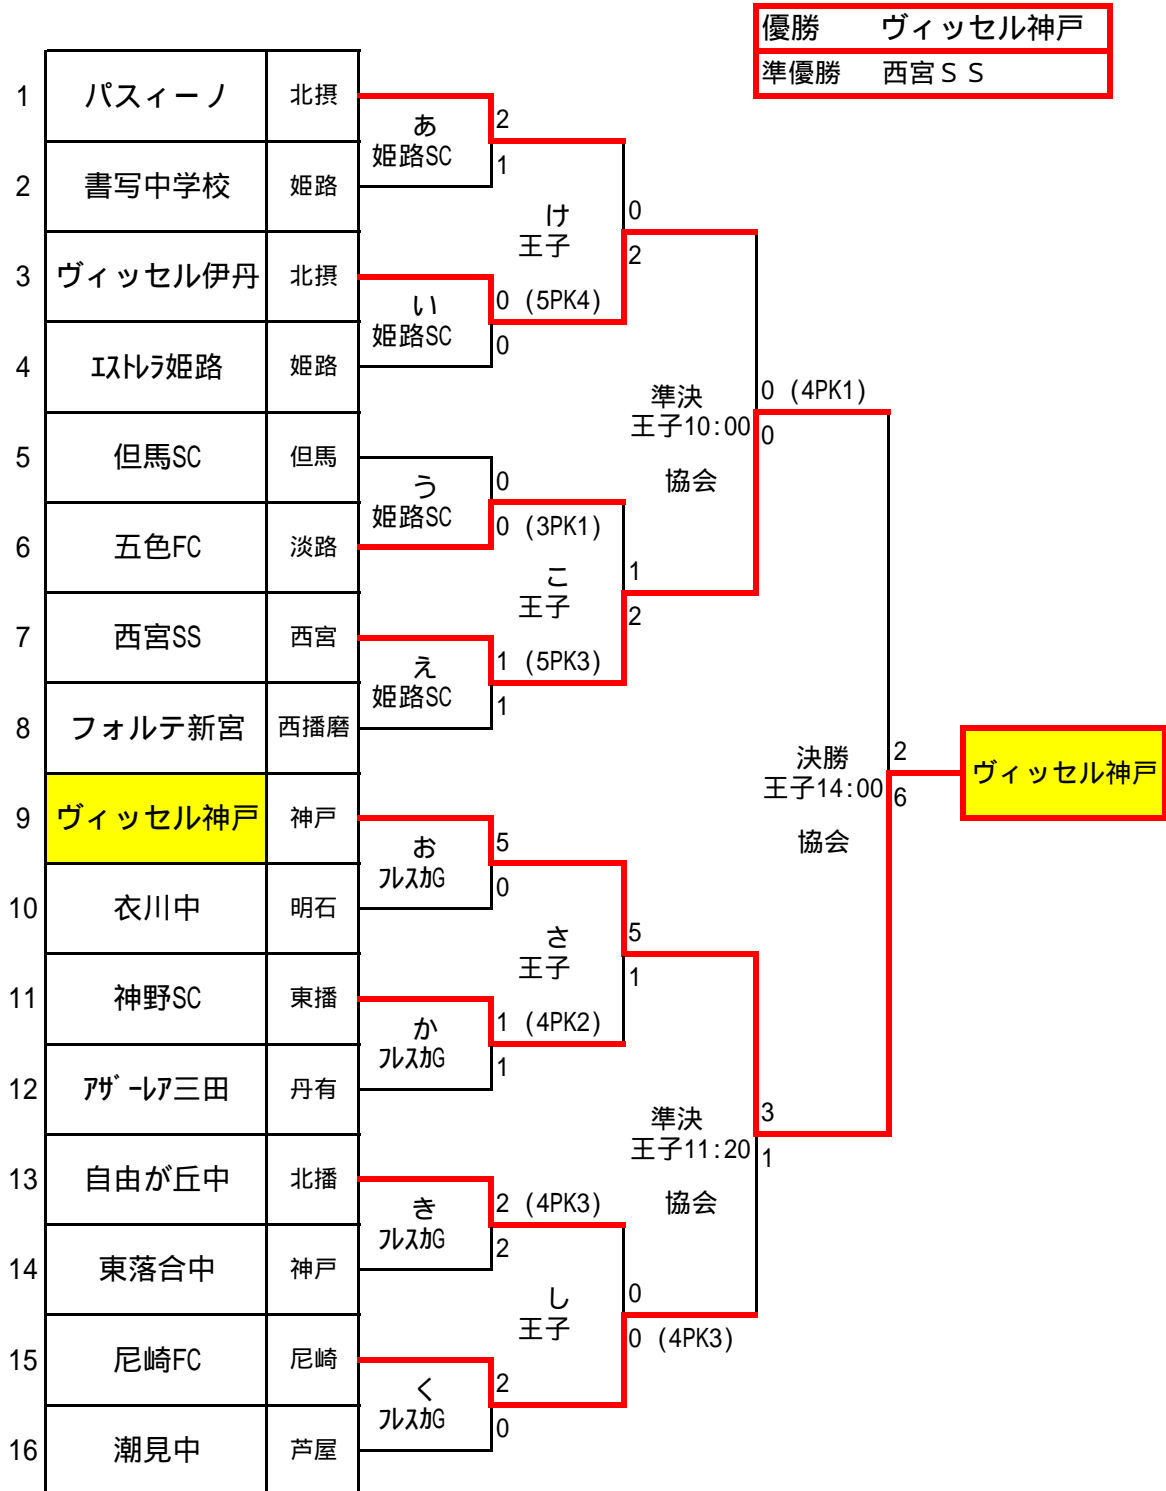 優勝 ヴィッセル神戸
準優勝 西宮ＳＳ
1 パスィーノ 北摂
あ
姫路SC
2
1
2 書写中学校 姫路
け
王子
0
2
3 ヴィッセル伊丹 北摂
い
姫路SC
0 (5PK4)
0
4 ｴｽﾄﾚﾗ姫路 姫路
準決
王子10:00
協会
0 (4PK1)
0
5 但馬SC 但馬
う
姫路SC
0
0 (3PK1)
6 五色FC 淡路
こ
王子
1
2
7 西宮SS 西宮
え
姫路SC
1 (5PK3)
1
8 フォルテ新宮 西播磨
決勝
王子14:00
協会
2
6
ヴィッセル神戸
9 ヴィッセル神戸 神戸
お
ﾌﾚｽｶG
5
0
10 衣川中 明石
さ
王子
5
1
11 神野SC 東播
か
ﾌﾚｽｶG
1 (4PK2)
1
12 ｱｻﾞｰﾚｱ三田 丹有
準決
王子11:20
協会
3
1
13 自由が丘中 北播
き
ﾌﾚｽｶG
2 (4PK3)
2
14 東落合中 神戸
し
王子
0
0 (4PK3)
15 尼崎FC 尼崎
く
ﾌﾚｽｶG
2
0
16 潮見中 芦屋